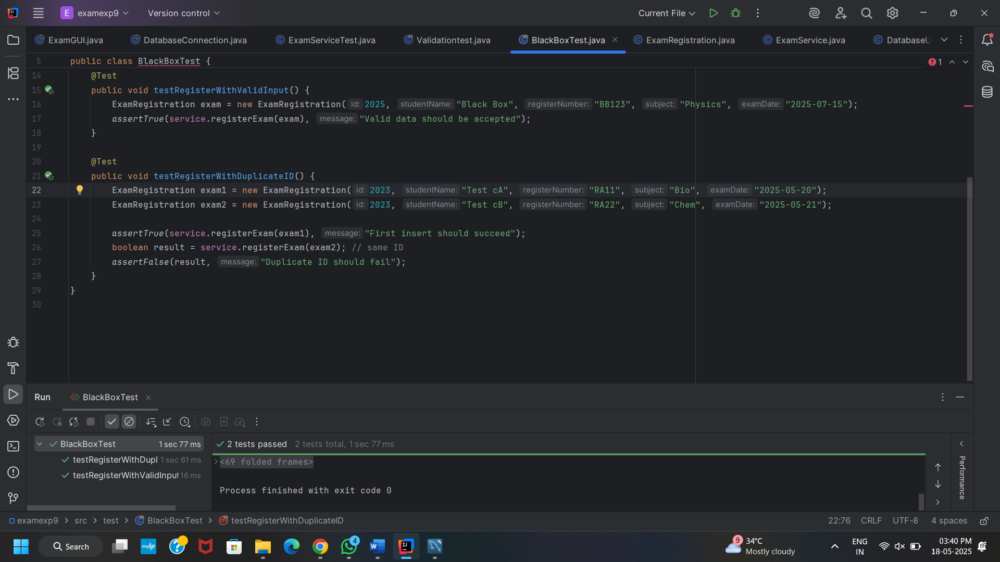 E examexp9 Version control Current File
ExamGUI.java DatabaseConnection.java ExamServiceTest.java Validationtest.java BlackBoxTest.java ExamRegistration.java ExamService.java DatabaseU
5 public class BlackBoxTest { 1
14 @Test
15 public void testRegisterWithValidInput() {
16 ExamRegistration exam = new ExamRegistration( id: 2025, studentName: "Black Box", registerNumber: "BB123", subject: "Physics", examDate: "2025-07-15");
17 assertTrue(service.registerExam(exam), message: "Valid data should be accepted");
18 }
19
20 @Test
21 public void testRegisterWithDuplicateID() {
22 ExamRegistration exam1 = new ExamRegistration( id: 2023, studentName: "Test cA", registerNumber: "RA11", subject: "Bio", examDate: "2025-05-20");
23 ExamRegistration exam2 = new ExamRegistration( id: 2023, studentName: "Test cB", registerNumber: "RA22", subject: "Chem", examDate: "2025-05-21");
24
25 assertTrue(service.registerExam(exam1), message: "First insert should succeed");
26 boolean result = service.registerExam(exam2); // same ID
27 assertFalse(result, message: "Duplicate ID should fail");
28 }
29 }
30
Run BlackBoxTest
BlackBoxTest 1 sec 77 ms
testRegisterWithDupl 1 sec 61 ms
testRegisterWithValidInput 16 ms
2 tests passed 2 tests total, 1 sec 77 ms
<69 folded frames>
Process finished with exit code 0
Performance
examexp9 > src > test > BlackBoxTest > testRegisterWithDuplicateID 22:76 CRLF UTF-8 4 spaces
Search myhp 4 W 9 34°C ENG 03:40 PM
Mostly cloudy IN 18-05-2025